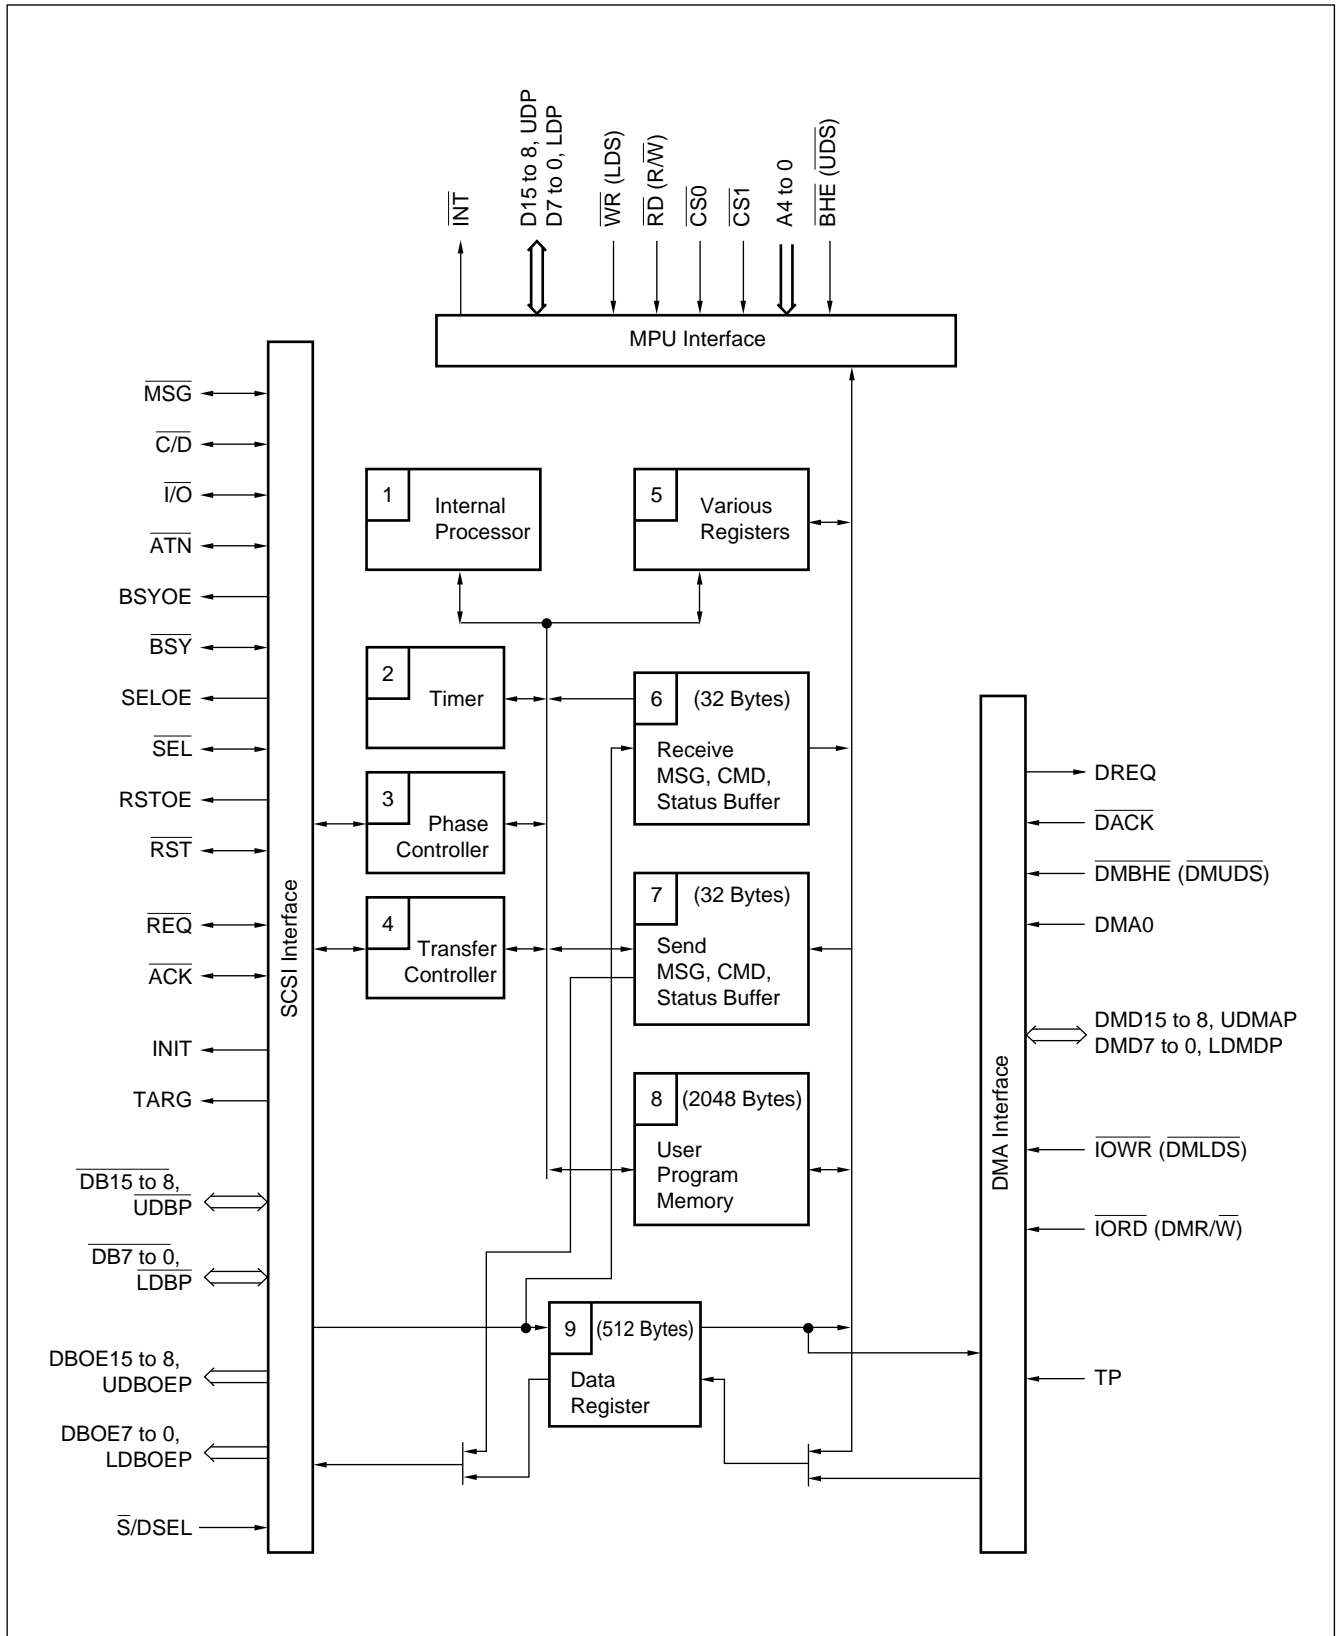 INT
D15 to 8, UDP
D7 to 0, LDP
WR (LDS)
RD (R/W)
CS0
CS1
A4 to 0
BHE (UDS)
MPU Interface
SCSI Interface
MSG
C/D
I/O
ATN
BSYOE
BSY
SELOE
SEL
RSTOE
RST
REQ
ACK
INIT
TARG
DB15 to 8,
UDBP
DB7 to 0,
LDBP
DBOE15 to 8,
UDBOEP
DBOE7 to 0,
LDBOEP
S/DSEL
1
Internal
Processor
2
Timer
3
Phase
Controller
4
Transfer
Controller
5
Various
Registers
6 (32 Bytes)
Receive
MSG, CMD,
Status Buffer
7 (32 Bytes)
Send
MSG, CMD,
Status Buffer
8 (2048 Bytes)
User
Program
Memory
9 (512 Bytes)
Data
Register
DMA Interface
DREQ
DACK
DMBHE (DMUDS)
DMA0
DMD15 to 8, UDMAP
DMD7 to 0, LDMDP
IOWR (DMLDS)
IORD (DMR/W)
TP